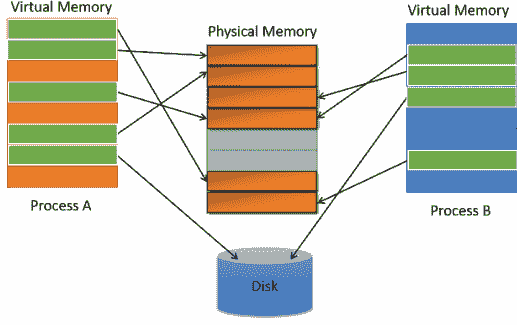 Virtual Memory
Virtual Memory
Physical Memory
Process A
Process B
Disk